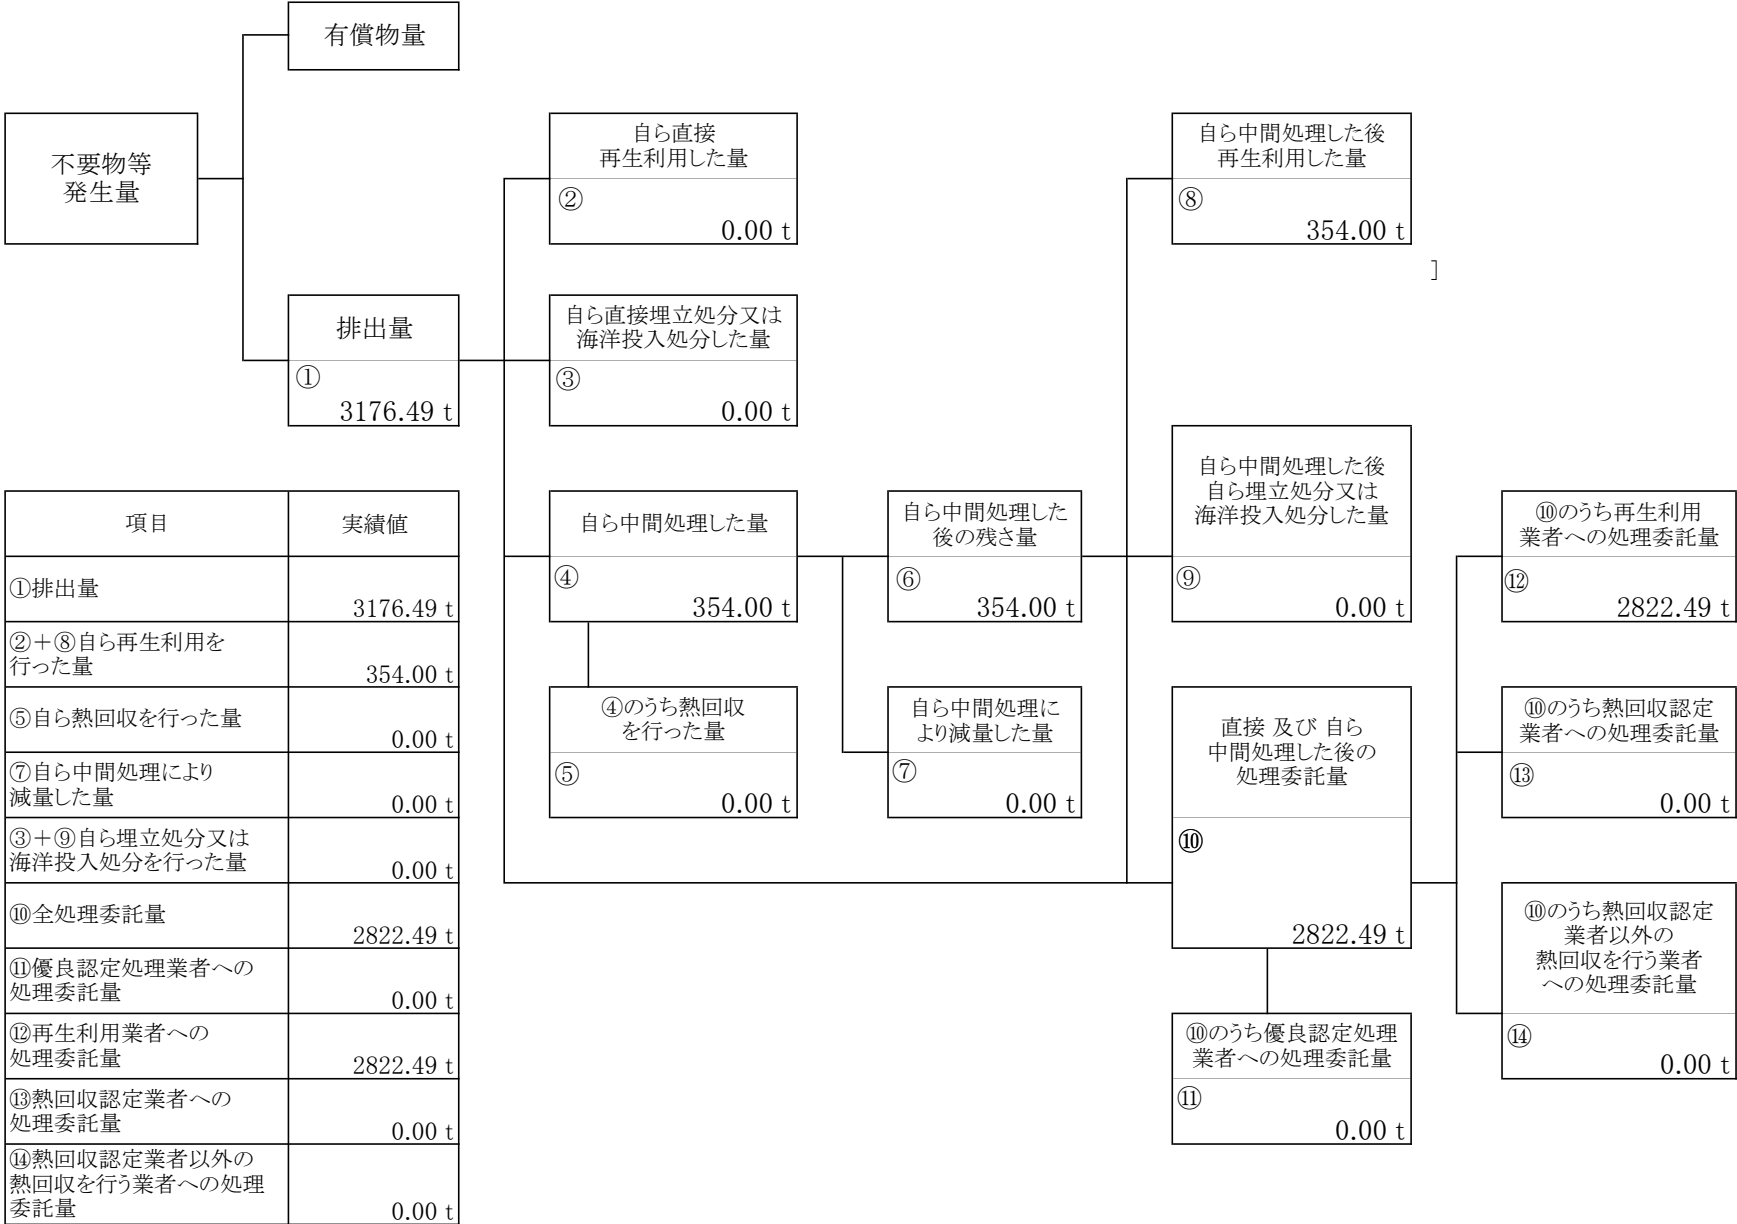 有償物量
不要物等
発生量
自ら直接
再生利用した量
②
0.00 t
自ら中間処理した後
再生利用した量
⑧
354.00 t
]
排出量
①
3176.49 t
自ら直接埋立処分又は
海洋投入処分した量
③
0.00 t
自ら中間処理した量
④
354.00 t
自ら中間処理した
後の残さ量
⑥
354.00 t
自ら中間処理した後
自ら埋立処分又は
海洋投入処分した量
⑨
0.00 t
⑩のうち再生利用
業者への処理委託量
⑫
2822.49 t
④のうち熱回収
を行った量
⑤
0.00 t
自ら中間処理に
より減量した量
⑦
0.00 t
直接 及び 自ら
中間処理した後の
処理委託量
⑩
2822.49 t
⑩のうち熱回収認定
業者への処理委託量
⑬
0.00 t
⑩のうち熱回収認定
業者以外の
熱回収を行う業者
への処理委託量
⑭
0.00 t
⑩のうち優良認定処理
業者への処理委託量
⑪
0.00 t
項目 実績値
①排出量
3176.49 t
②＋⑧自ら再生利用を
行った量
354.00 t
⑤自ら熱回収を行った量
0.00 t
⑦自ら中間処理により
減量した量
0.00 t
③＋⑨自ら埋立処分又は
海洋投入処分を行った量
0.00 t
⑩全処理委託量
2822.49 t
⑪優良認定処理業者への
処理委託量
0.00 t
⑫再生利用業者への
処理委託量
2822.49 t
⑬熱回収認定業者への
処理委託量
0.00 t
⑭熱回収認定業者以外の
熱回収を行う業者への処理
委託量
0.00 t